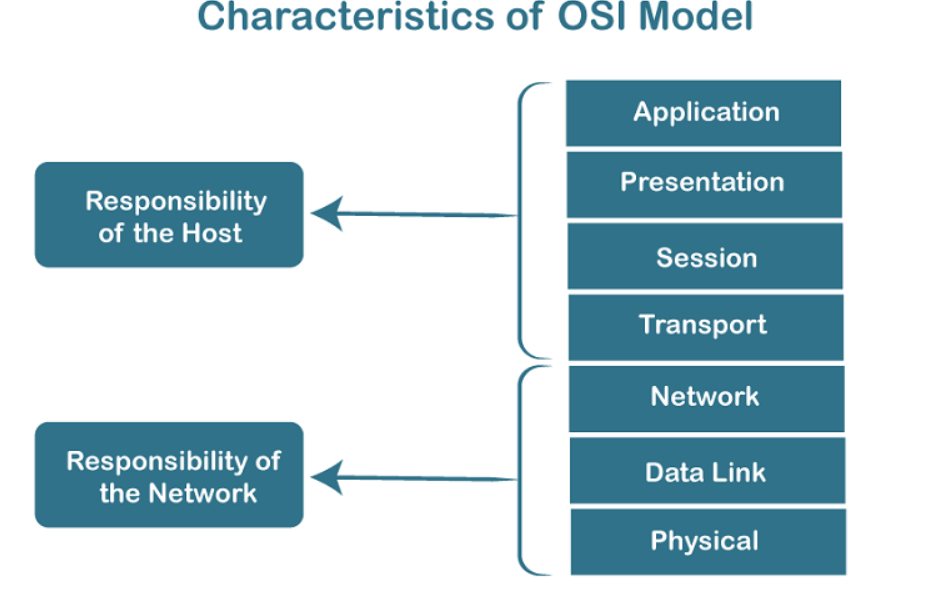 Characteristics of OSI Model
Application
Presentation
Session
Transport
Network
Data Link
Physical
Responsibility
of the Host
Responsibility of
the Network